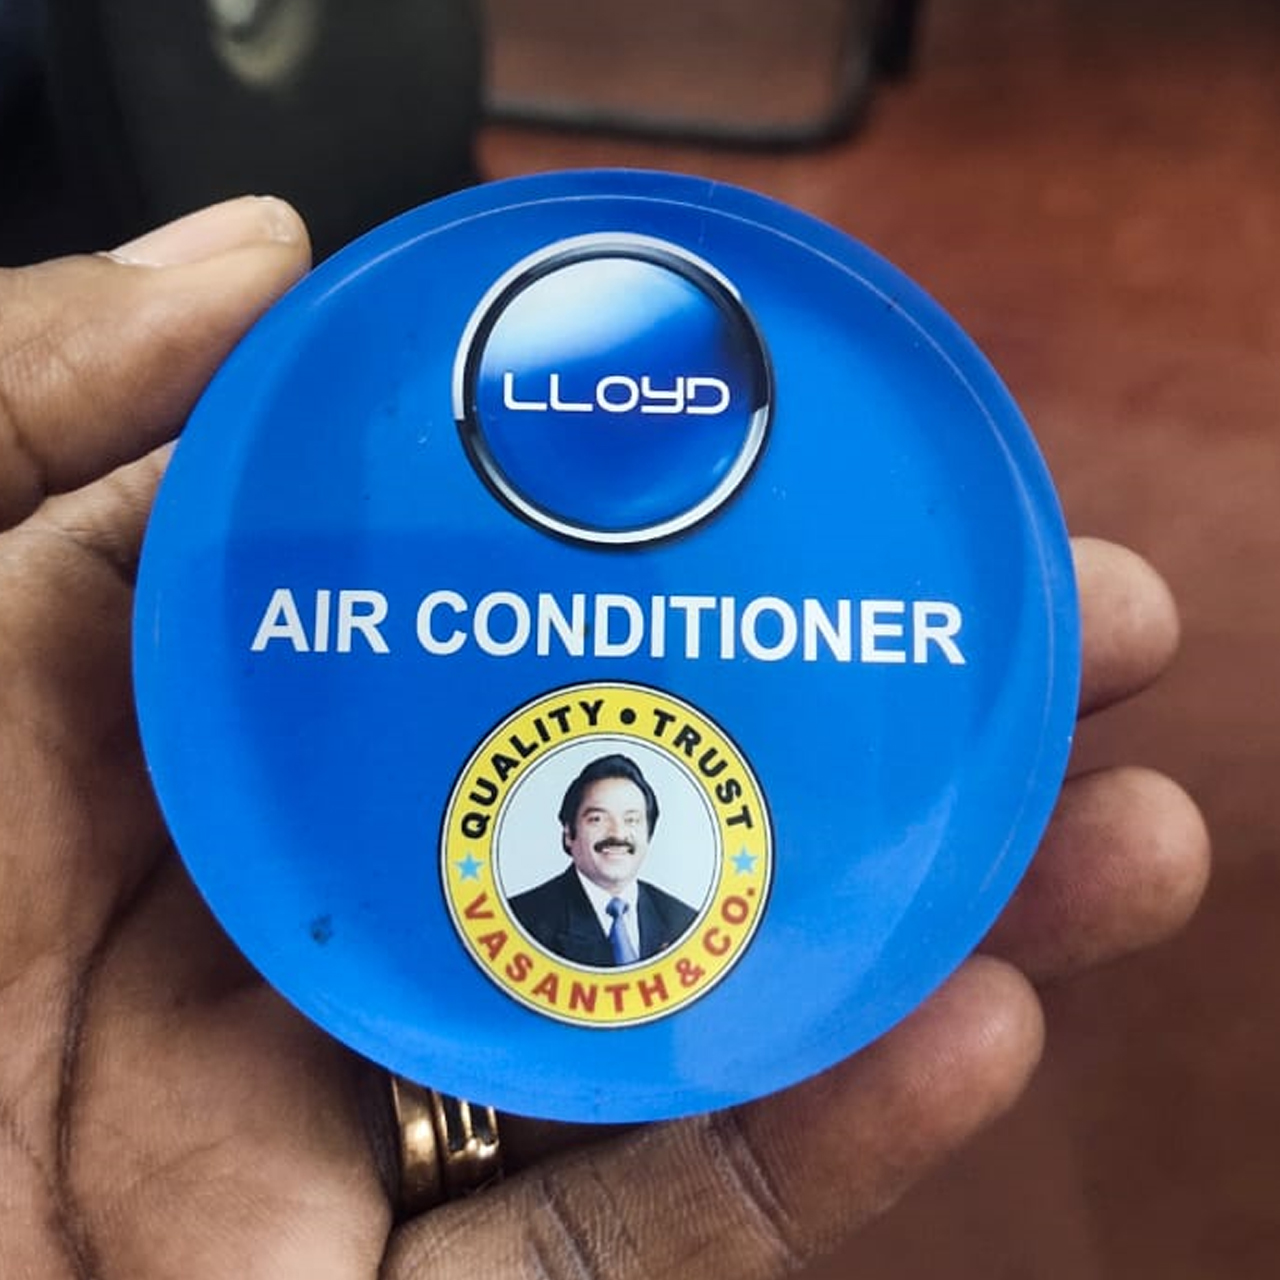 LLOYD
AIR CONDITIONER
QUALITY • TRUST
VASANTH & CO.